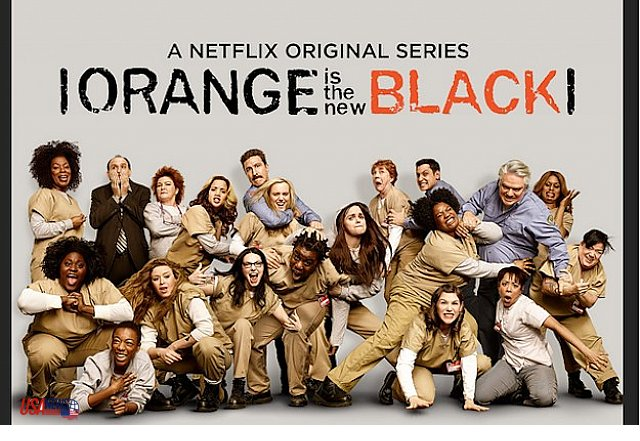 A NETFLIX ORIGINAL SERIES
ORANGE is the new BLACK
USA